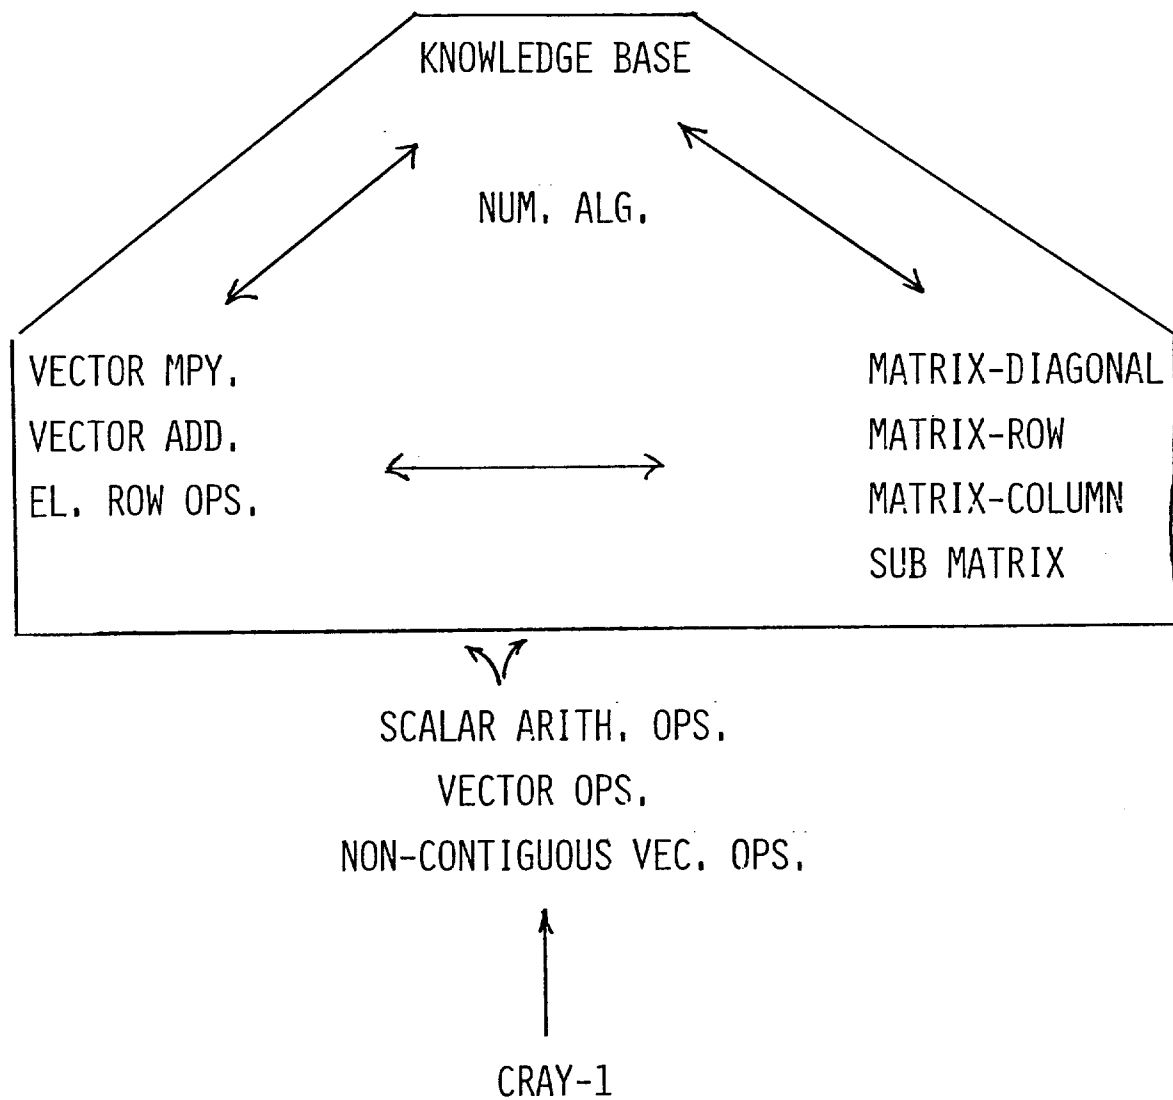 KNOWLEDGE BASE
NUM. ALG.
VECTOR MPY.
VECTOR ADD.
EL. ROW OPS.
MATRIX-DIAGONAL
MATRIX-ROW
MATRIX-COLUMN
SUB MATRIX
SCALAR ARITH. OPS.
VECTOR OPS.
NON-CONTIGUOUS VEC. OPS.
CRAY-1